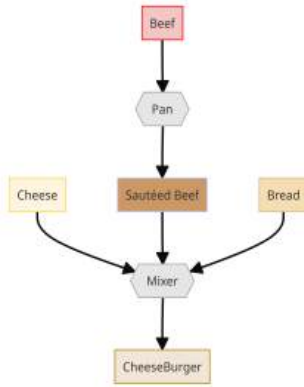 Beef
Pan
Cheese
Sautéed Beef
Bread
Mixer
CheeseBurger